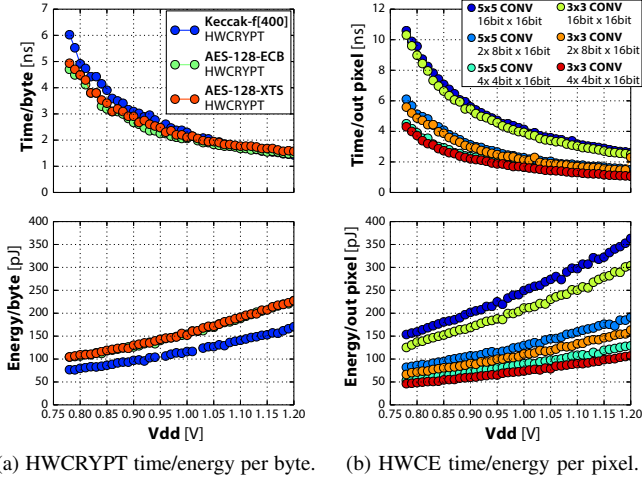 Time/byte [ns]
7
6
5
4
3
2
1
0
Keccak-f[400]
HWCRYPT
AES-128-ECB
HWCRYPT
AES-128-XTS
HWCRYPT
Time/out pixel [ns]
12
10
8
6
4
2
0
5x5 CONV
16bit x 16bit
5x5 CONV
2x 8bit x 16bit
5x5 CONV
4x 4bit x 16bit
3x3 CONV
16bit x 16bit
3x3 CONV
2x 8bit x 16bit
3x3 CONV
4x 4bit x 16bit
Energy/byte [pJ]
400
350
300
250
200
150
100
50
0
0.75 0.80 0.85 0.90 0.95 1.00 1.05 1.10 1.15 1.20
Vdd [V]
Energy/out pixel [pJ]
400
350
300
250
200
150
100
50
0
0.75 0.80 0.85 0.90 0.95 1.00 1.05 1.10 1.15 1.20
Vdd [V]
(a) HWCRYPT time/energy per byte.
(b) HWCE time/energy per pixel.